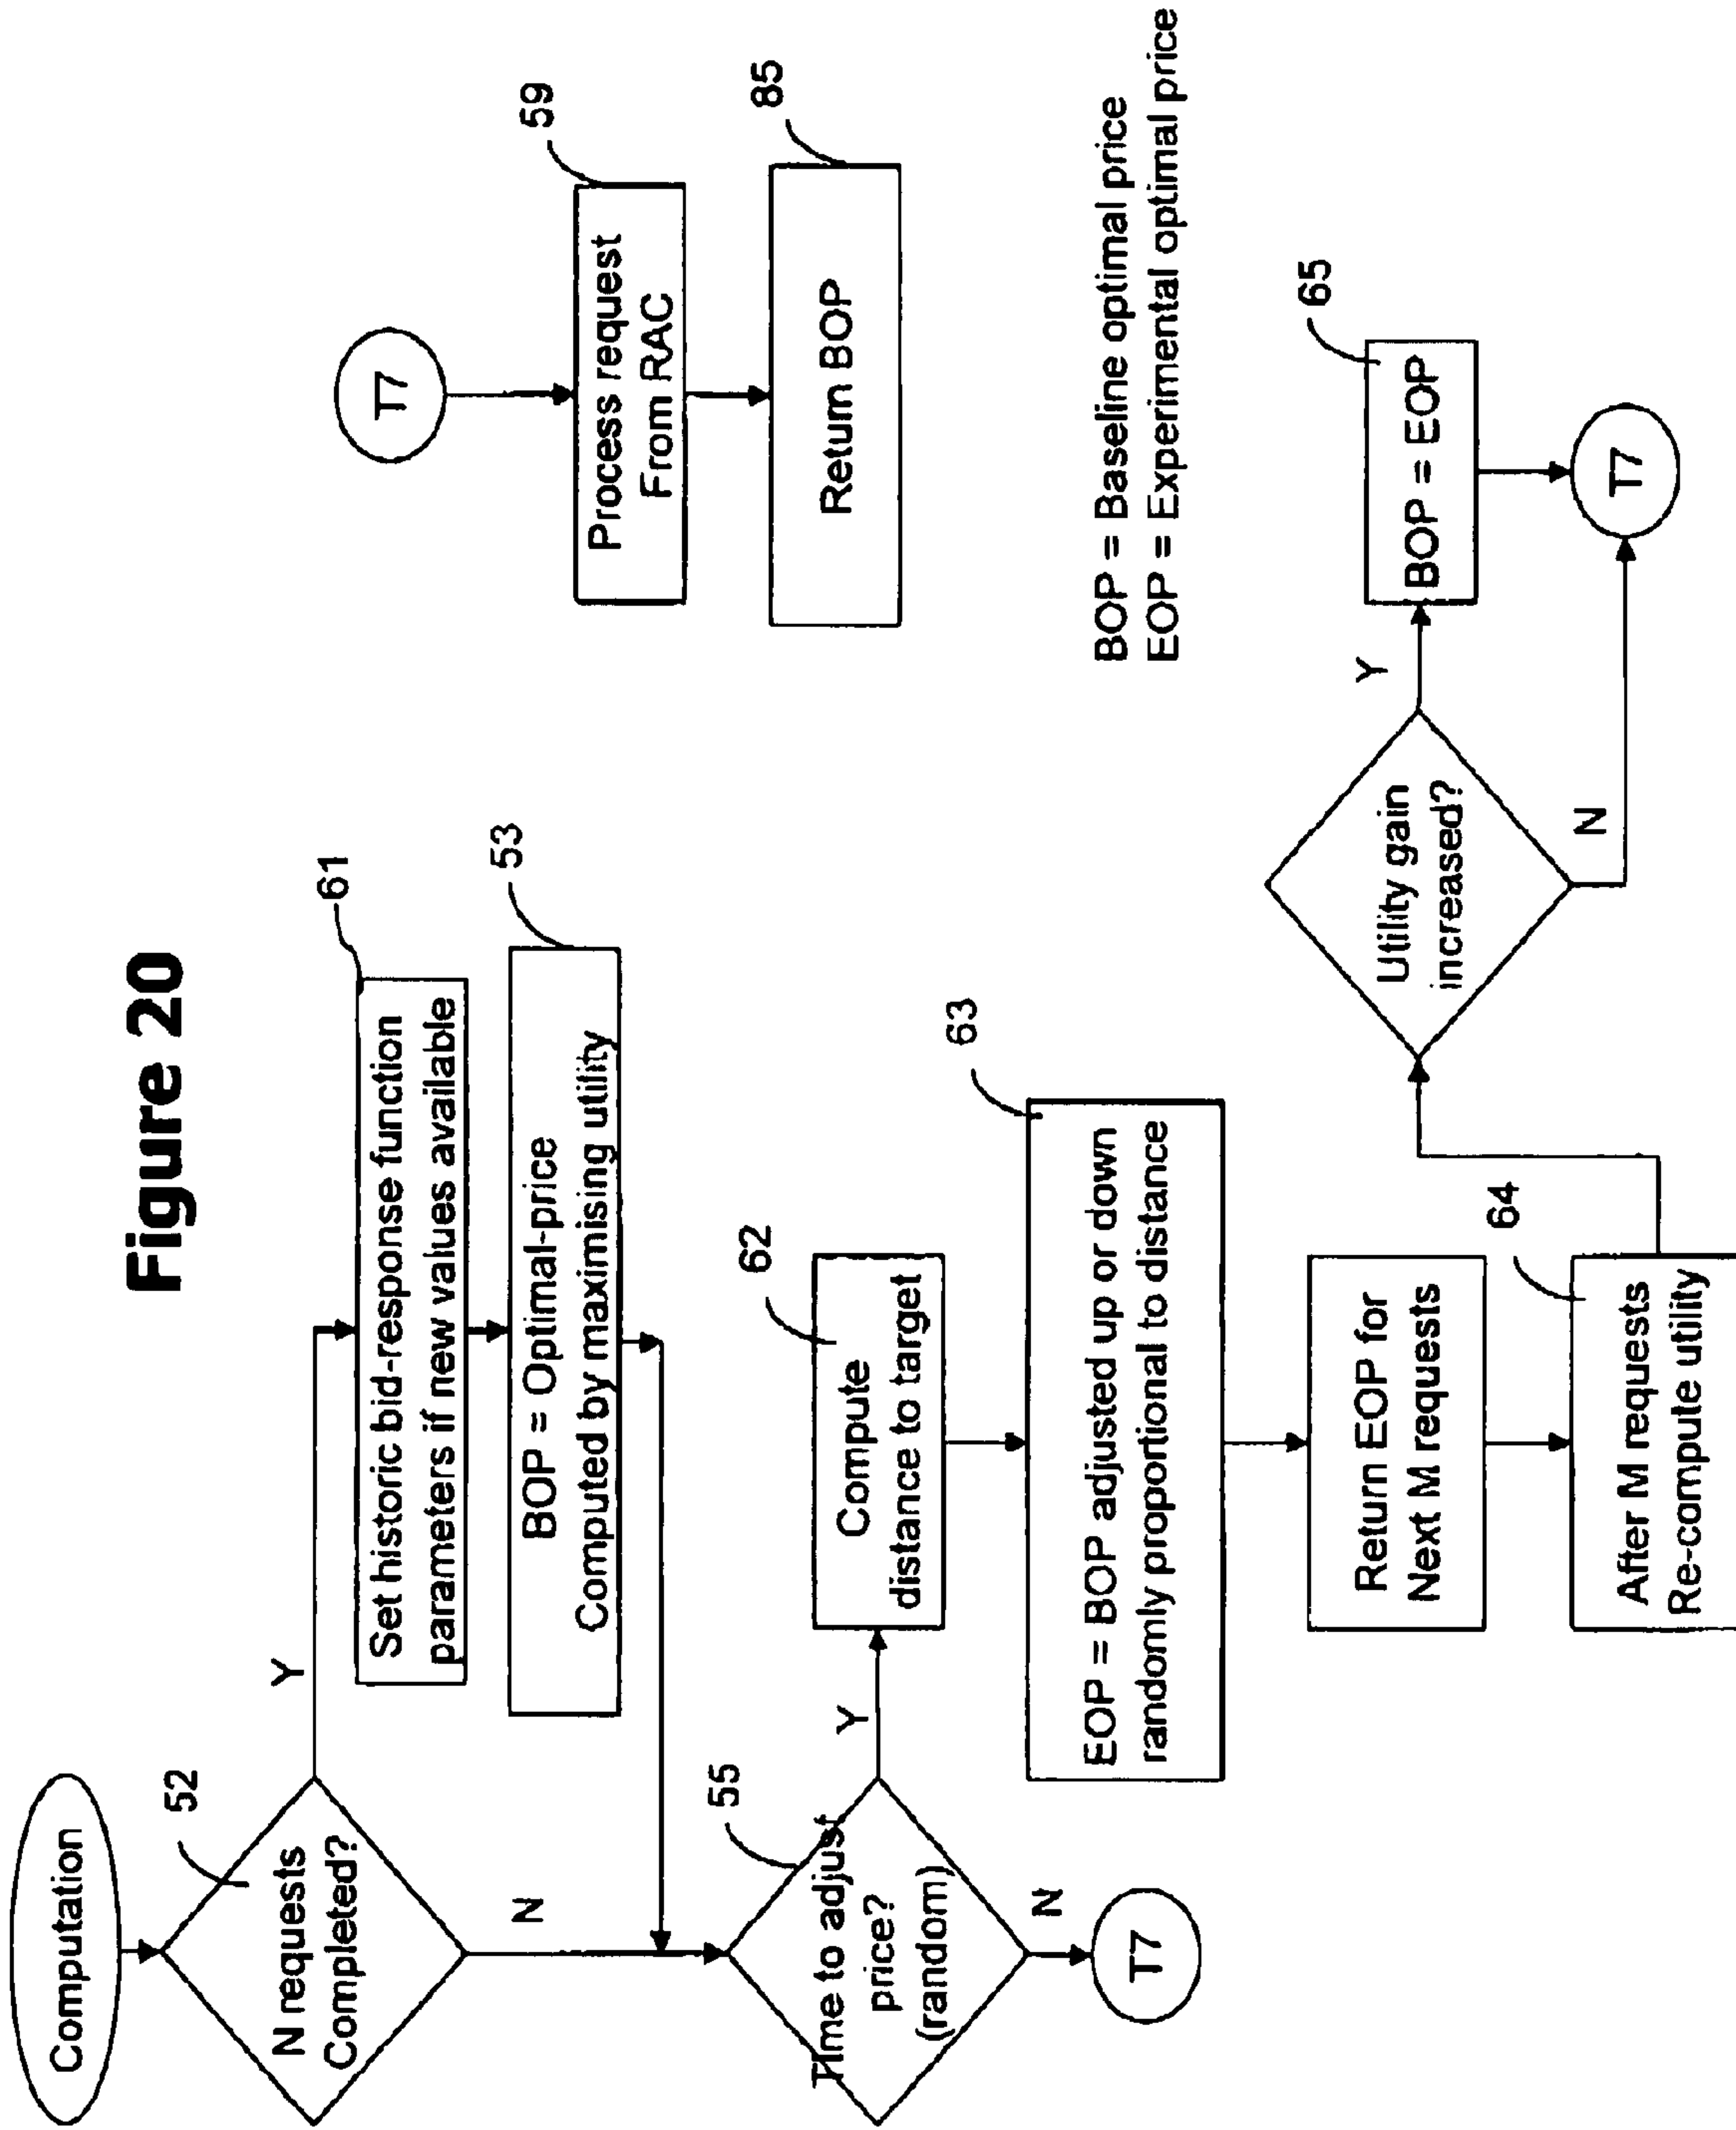 Figure 20
Computation
52
N requests
Completed?
Y
N
61
Set historic bid-response function
parameters if new values available
53
BOP = Optimal-price
Computed by maximising utility
55
Time to adjust
price?
(random)
Y
N
T7
62
Compute
distance to target
63
EOP = BOP adjusted up or down
randomly proportional to distance
Return EOP for
Next M requests
64
After M requests
Re-compute utility
Utility gain
increased?
Y
N
65
BOP = EOP
T7
T7
59
Process request
From RAC
85
Return BOP
BOP = Baseline optimal price
EOP = Experimental optimal price